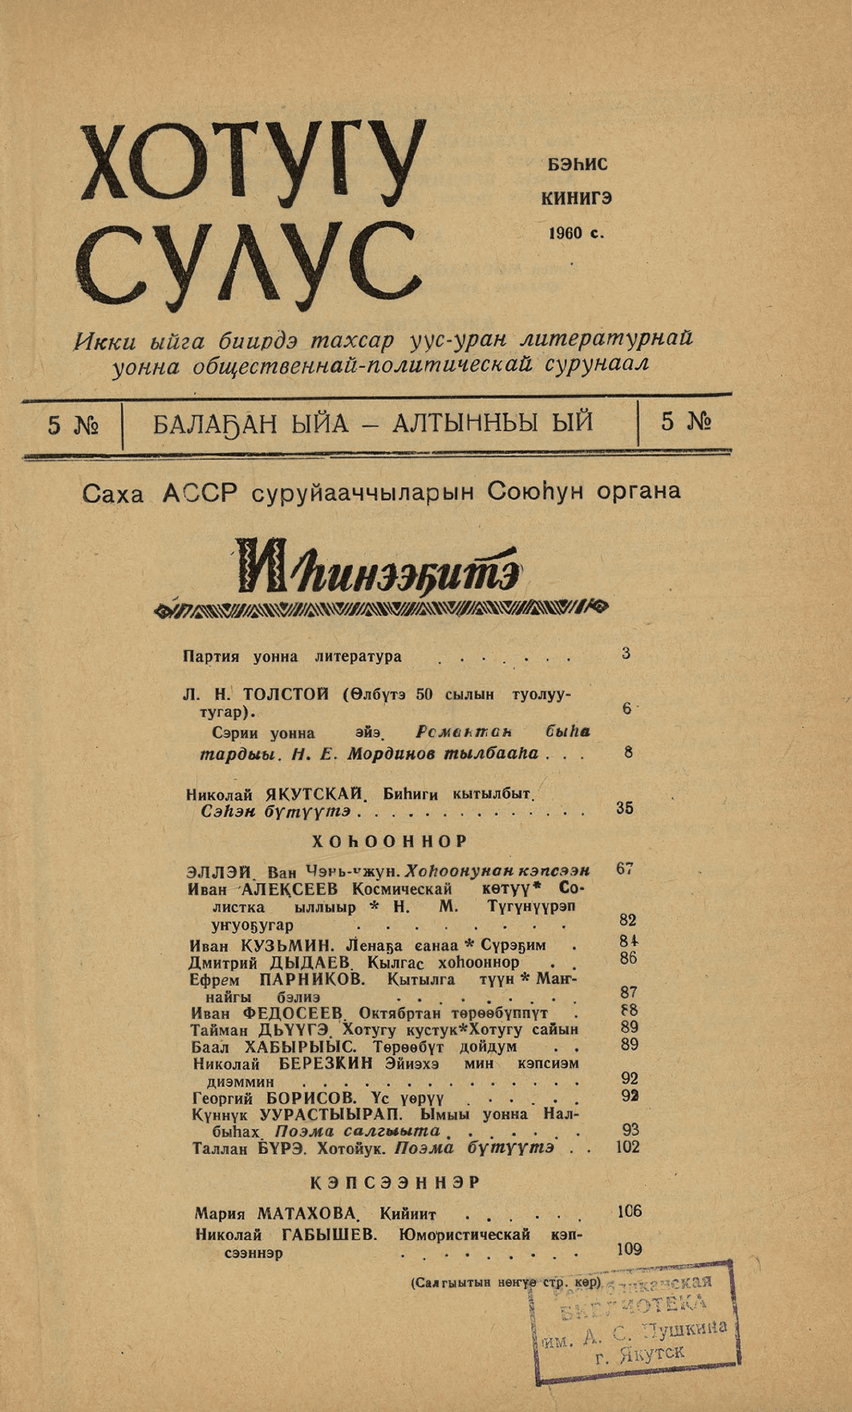 ХОТУГУ
СУЛУС
БЭҺИС
КИНИГЭ
1960 с.
Икки ыйга биирдэ тахсар уус-уран литературнай
уонна общественнай-политическай сурунаал
5 № БАЛАҔАН ЫЙА – АЛТЫННЬЫ ЫЙ 5 №
Саха АССР суруйааччыларын Союһун органа
Иһинээҕитэ
Партия уонна литература . . . . . . . 3
Л. Н. ТОЛСТОЙ (Өлбүтэ 50 сылын туолуу-
тугар). 6
Сэрии уонна эйэ. Романтан быһа
тардыы. Н. Е. Мординов тылбааһа . . . 8
Николай ЯКУТСКАЙ. Биһиги кытылбыт.
Сэһэн бүтүүтэ . . . . . . . . . . . . . . 35
ХОҺООННОР
ЭЛЛЭЙ. Ван Чэнь-чжун. Хоһоонунан кэпсээн 67
Иван АЛЕКСЕЕВ Космическай көтүү * Со-
листка ыллыыр * Н. М. Түгүнүүрэп
уҥуоҕугар . . . . . . . . 82
Иван КУЗЬМИН. Ленаҕа санаа * Сүрэҕим . 84
Дмитрий ДЫДАЕВ. Кылгас хоһооннор . . 86
Ефрем ПАРНИКОВ. Кытылга түүн * Маҥ-
найгы бэлиэ . . . . . . . . . 87
Иван ФЕДОСЕЕВ. Октябртан төрөөбүппүт . 88
Тайман ДЬҮҮГЭ. Хотугу кустук*Хотугу сайын 89
Баал ХАБЫРЫЫС. Төрөөбүт дойдум . . 89
Николай БЕРЕЗКИН Эйиэхэ мин кэпсиэм
диэммин . . . . . . . . . . . . . . 92
Георгий БОРИСОВ. Үс үөрүү . . . . . . 92
Күннүк УУРАСТЫЫРАП. Ымыы уонна Нал-
быһах. Поэма салгыыта . . . . . . . 93
Таллан БҮРЭ. Хотойук. Поэма бүтүүтэ . . 102
КЭПСЭЭННЭР
Мария МАТАХОВА. Кийиит . . . . . . 106
Николай ГАБЫШЕВ. Юмористическай кэп-
сээннэр . . . . . . . . . 109
(Салгыытын нөҥүө стр. көр)
Республиканская
БИБЛИОТЕКА
им. А. С. Пушкина
г. Якутск